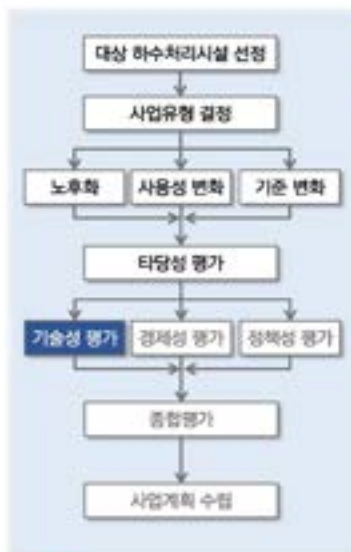 대상 하수처리시설 선정
사업유형 결정
노후화 사용성 변화 기준 변화
타당성 평가
기술성 평가 경제성 평가 정책성 평가
종합평가
사업계획 수립